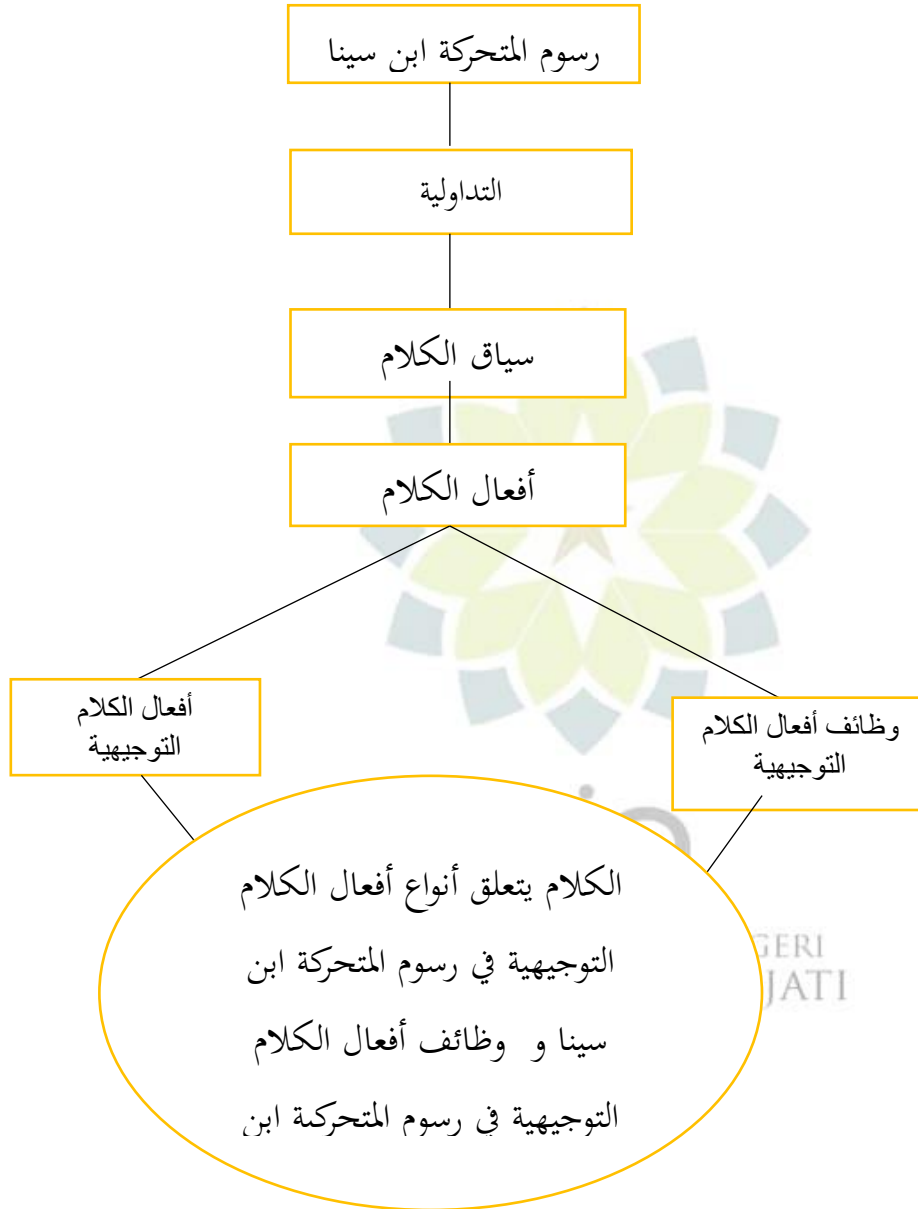 رسوم المتحركة ابن سينا
التداولية
سياق الكلام
أفعال الكلام
أفعال الكلام
التوجيهية
وظائف أفعال الكلام
التوجيهية
الكلام يتعلق أنواع أفعال الكلام
التوجيهية في رسوم المتحركة ابن
سينا و وظائف أفعال الكلام
التوجيهية في رسوم المتحركة ابن
GERI
JATI